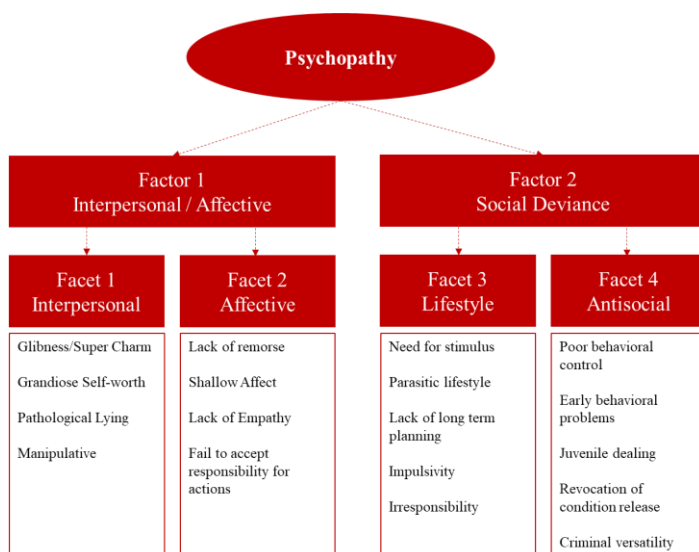 Psychopathy
Factor 1
Interpersonal / Affective
Factor 2
Social Deviance
Facet 1
Interpersonal
Facet 2
Affective
Facet 3
Lifestyle
Facet 4
Antisocial
Glibness/Super Charm
Grandiose Self-worth
Pathological Lying
Manipulative
Lack of remorse
Shallow Affect
Lack of Empathy
Fail to accept
responsibility for
actions
Need for stimulus
Parasitic lifestyle
Lack of long term
planning
Impulsivity
Irresponsibility
Poor behavioral
control
Early behavioral
problems
Juvenile dealing
Revocation of
condition release
Criminal versatility